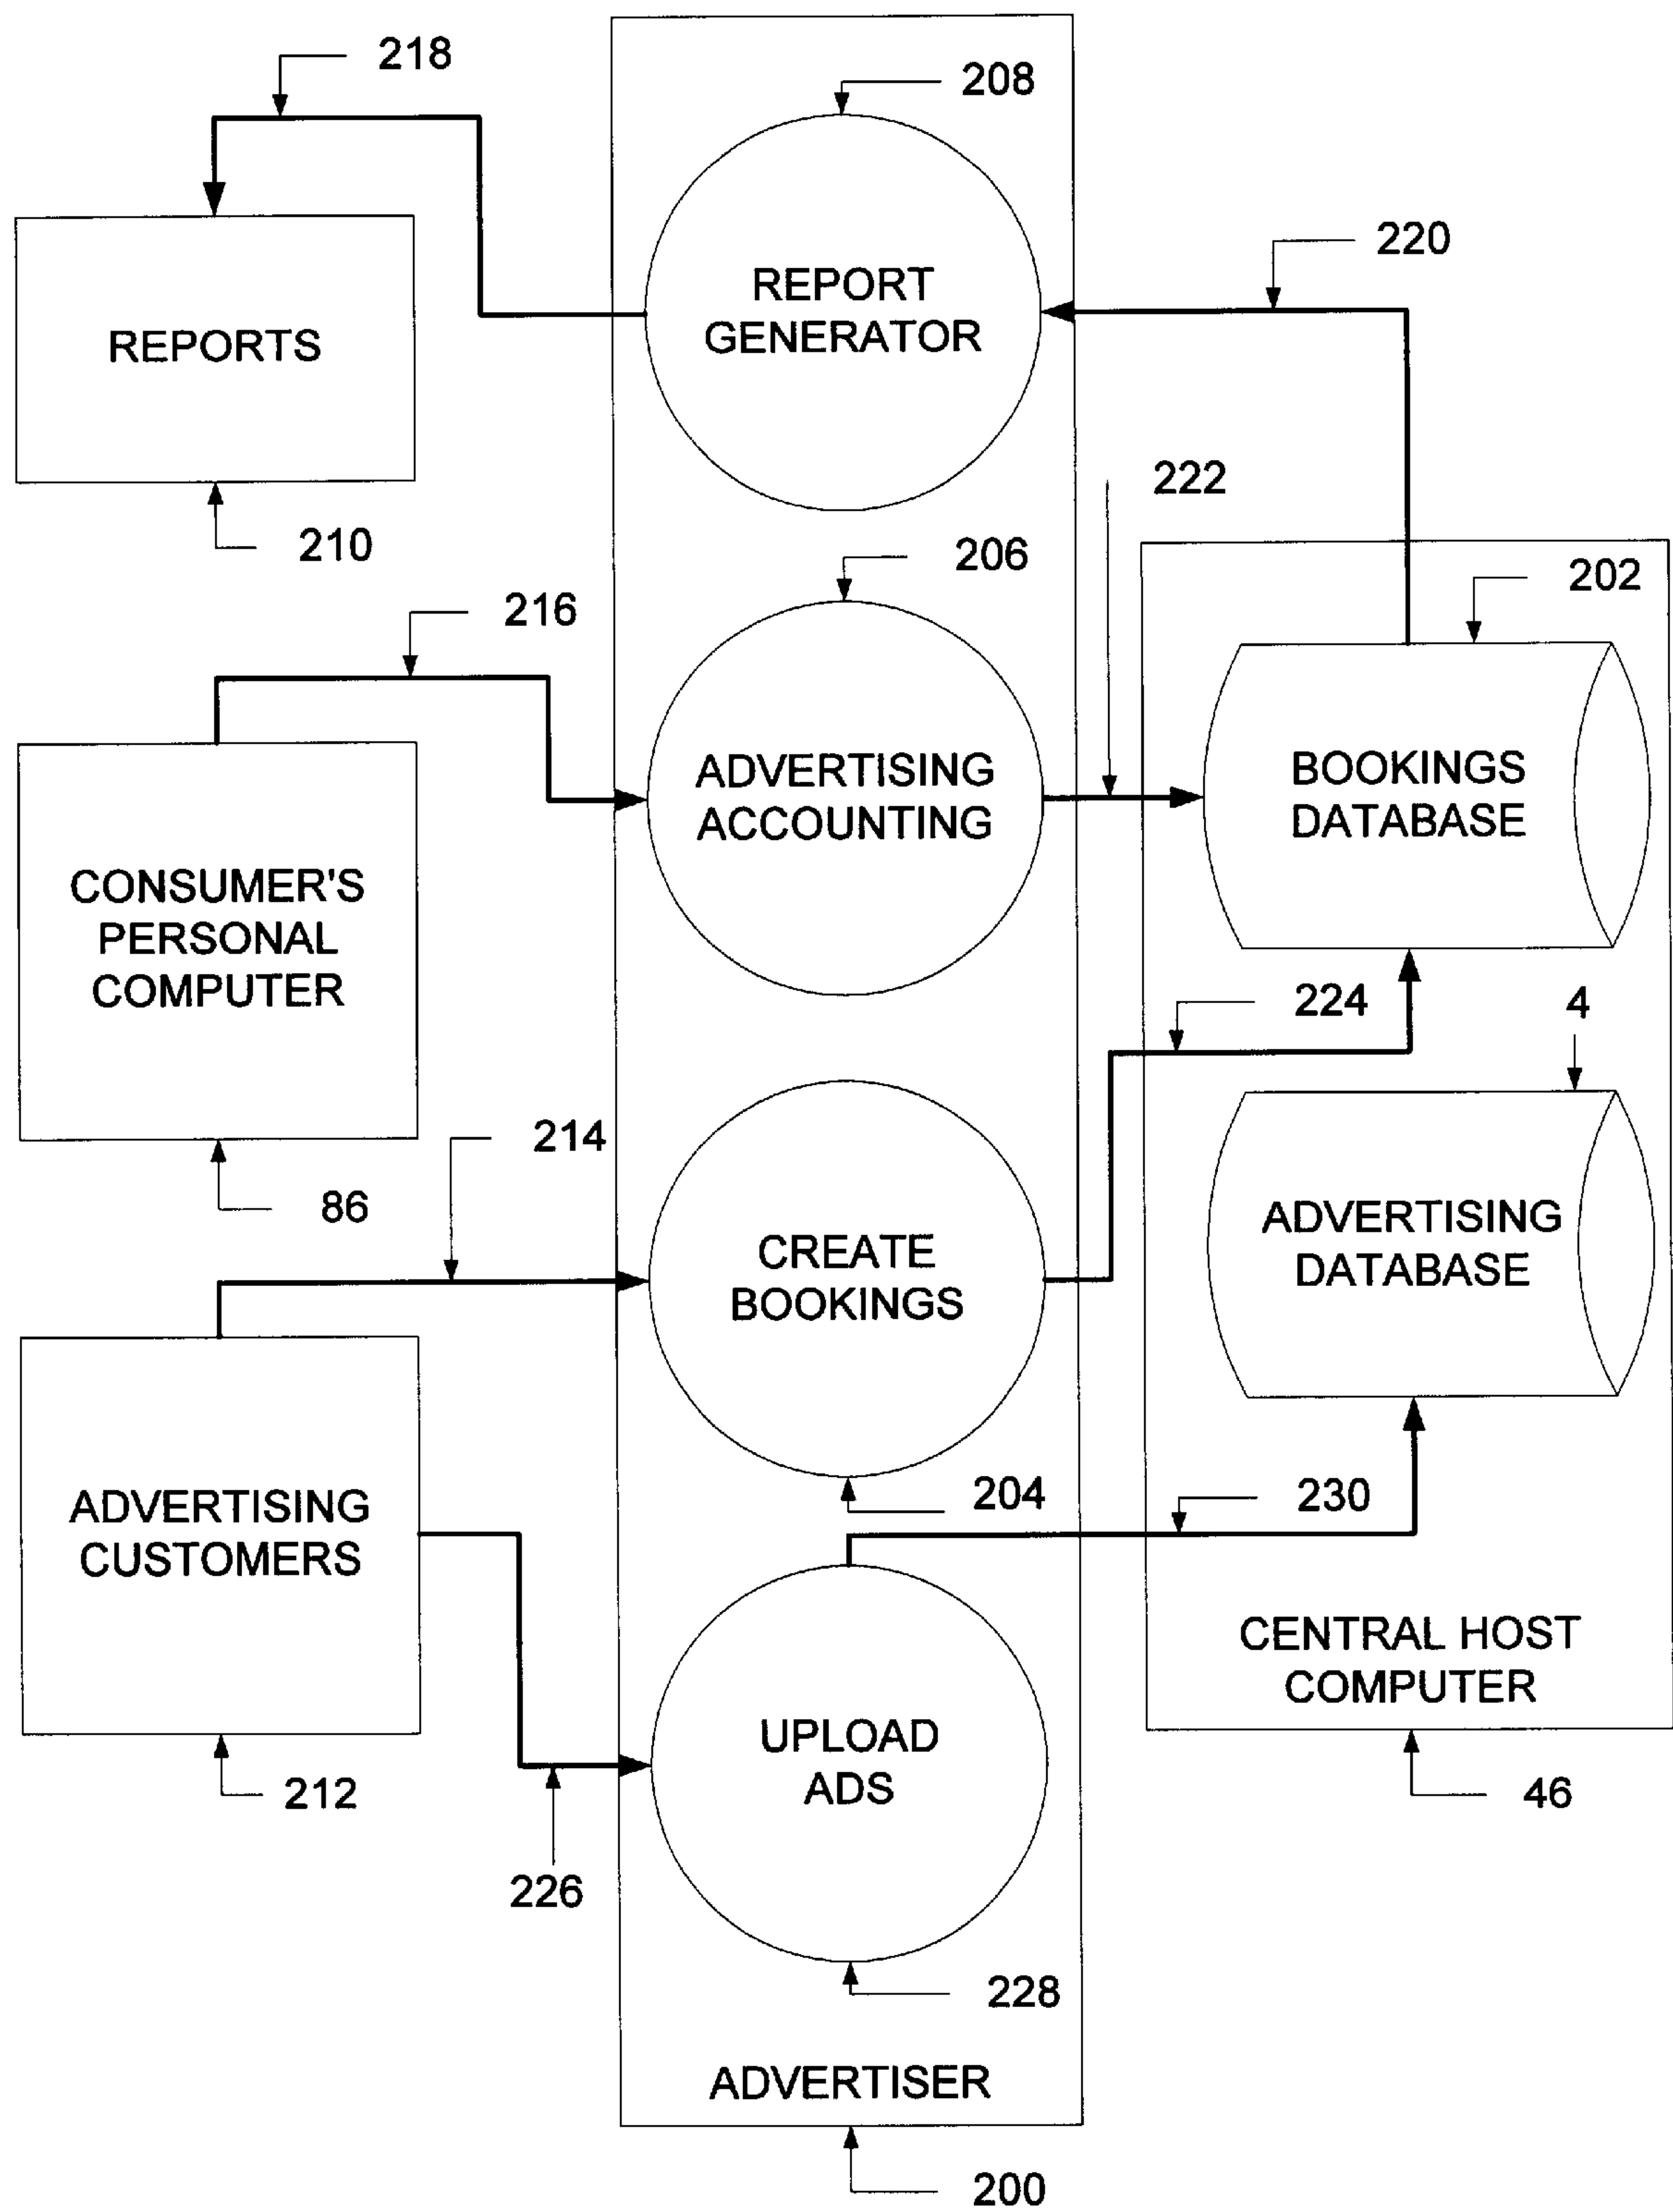 218
208
220
REPORT
GENERATOR
REPORTS
222
210
206
202
216
ADVERTISING
ACCOUNTING
BOOKINGS
DATABASE
CONSUMER'S
PERSONAL
COMPUTER
224
4
214
86
CREATE
BOOKINGS
ADVERTISING
DATABASE
204
230
ADVERTISING
CUSTOMERS
CENTRAL HOST
COMPUTER
UPLOAD
ADS
212
46
226
228
ADVERTISER
200